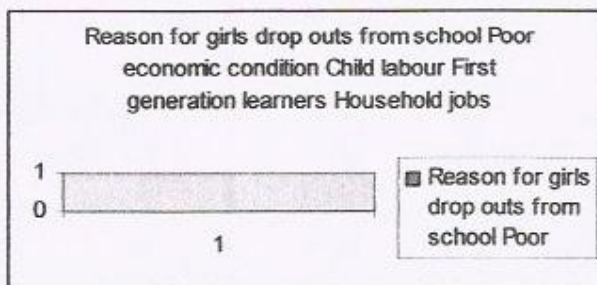 Reason for girls drop outs from school Poor
economic condition Child labour First
generation learners Household jobs
1
0
1
Reason for girls
drop outs from
school Poor